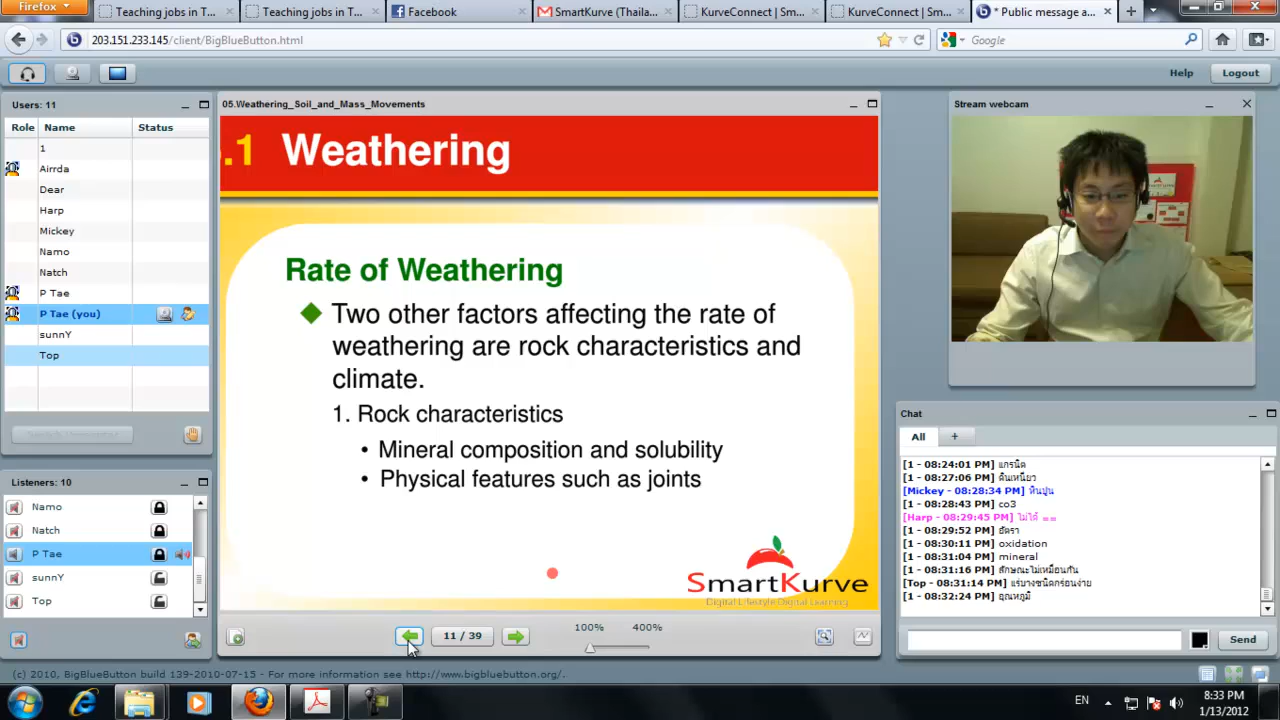 Firefox
Teaching jobs in T...
Teaching jobs in T...
Facebook
SmartKurve (Thaila...
KurveConnect | Sm...
KurveConnect | Sm...
* Public message a...
203.151.233.145/client/BigBlueButton.html
Google
Help
Logout
Users: 11
Role Name Status
1
Airrda
Dear
Harp
Mickey
Namo
Natch
P Tae
P Tae (you)
sunnY
Top
Listeners: 10
Namo
Natch
P Tae
sunnY
Top
05.Weathering_Soil_and_Mass_Movements
.1 Weathering
Rate of Weathering
Two other factors affecting the rate of
weathering are rock characteristics and
climate.
1. Rock characteristics
• Mineral composition and solubility
• Physical features such as joints
SmartKurve
Digital Lifestyle Digital Learning
11 / 39
100% 400%
Stream webcam
Chat
All +
[1 - 08:24:01 PM] แกรนิต
[1 - 08:27:06 PM] ดินเหนียว
[Mickey - 08:28:34 PM] หินปูน
[1 - 08:28:43 PM] co3
[Harp - 08:29:45 PM] ไม่ได้ ==
[1 - 08:29:52 PM] อัตรา
[1 - 08:30:11 PM] oxidation
[1 - 08:31:04 PM] mineral
[1 - 08:31:16 PM] ลักษณะไม่เหมือนกัน
[Top - 08:31:14 PM] แร่บางชนิดกร่อนง่าย
[1 - 08:32:24 PM] อุณหภูมิ
Send
(c) 2010, BigBlueButton build 139-2010-07-15 - For more information see http://www.bigbluebutton.org/.
EN
8:33 PM
1/13/2012